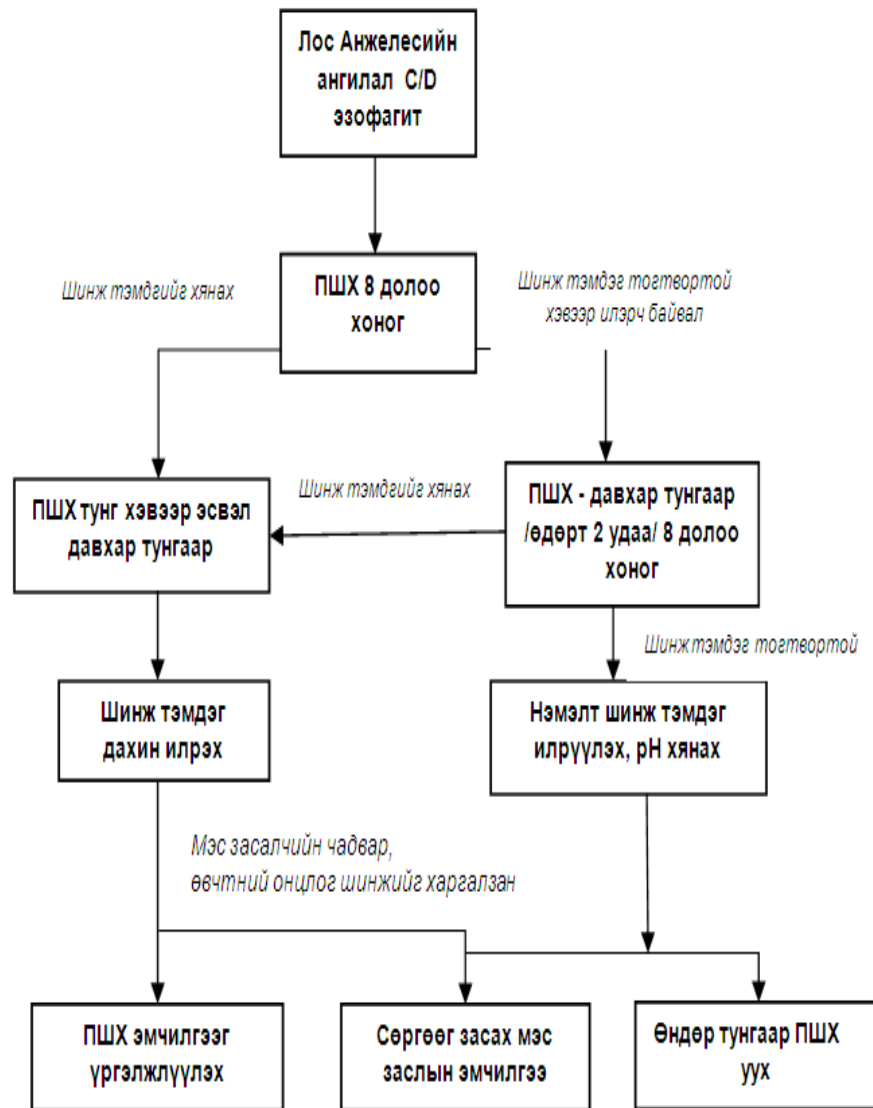 Лос Анжелесийн
ангилал C/D
эзофагит
Шинж тэмдгийг хянах
ПШХ 8 долоо
хоног
Шинж тэмдэг тогтвортой
хэвээр илэрч байвал
ПШХ тунг хэвээр эсвэл
давхар тунгаар
Шинж тэмдгийг хянах
ПШХ - давхар тунгаар
/өдөрт 2 удаа/ 8 долоо
хоног
Шинж тэмдэг тогтвортой
Шинж тэмдэг
дахин илрэх
Нэмэлт шинж тэмдэг
илрүүлэх, pH хянах
Мэс засалчийн чадвар,
өвчтний онцлог шинжийг харгалзан
ПШХ эмчилгээг
үргэлжлүүлэх
Сөргөөг засах мэс
заслын эмчилгээ
Өндөр тунгаар ПШХ
уух